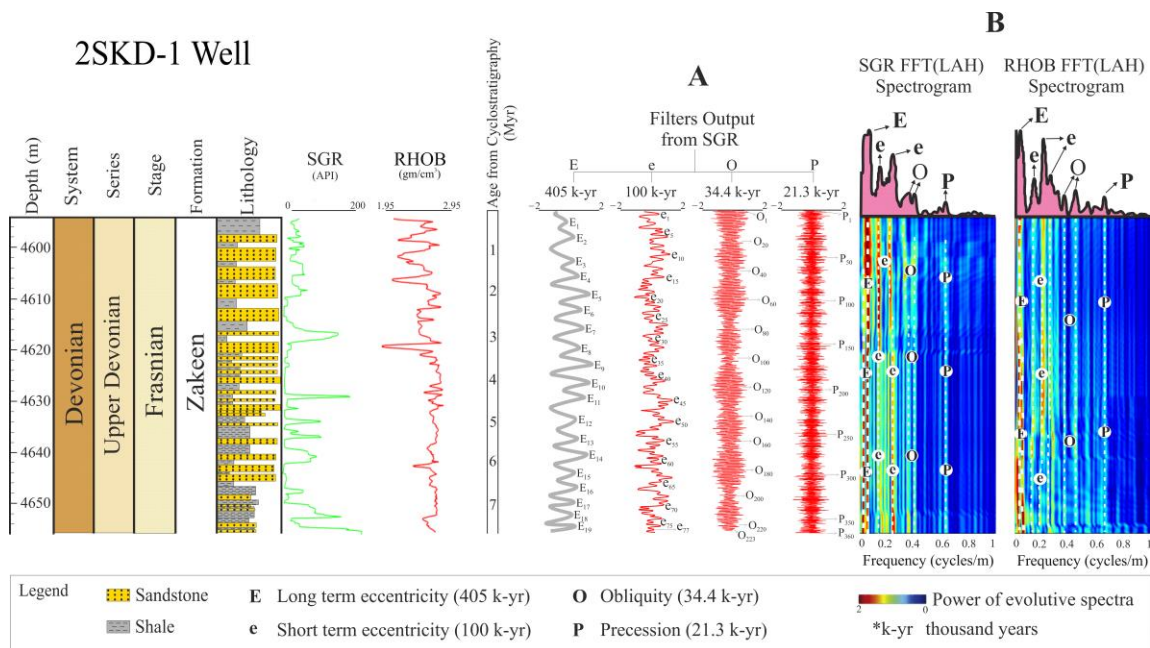 2SKD-1 Well
B
A
SGR FFT(LAH)
Spectrogram
RHOB FFT(LAH)
Spectrogram
Depth (m)
System
Series
Stage
Formation
Lithology
SGR
(API)
0 200
RHOB
(gm/cm³)
1.95 2.95
Age from Cyclostratigraphy
(Myr)
Filters Output
from SGR
E e O P
405 k-yr 100 k-yr 34.4 k-yr 21.3 k-yr
−2 2 −2 2 −2 2 −2 2
E e e O P
E e e O P
4600
4610
4620
4630
4640
4650
Devonian
Upper Devonian
Frasnian
Zakeen
1
2
3
4
5
6
7
E1
E2
E3
E4
E5
E6
E7
E8
E9
E10
E11
E12
E13
E14
E15
E16
E17
E18
E19
e1
e5
e10
e15
e20
e25
e30
e35
e40
e45
e50
e55
e60
e65
e70
e75 e77
O1
O20
O40
O60
O80
O100
O120
O140
O160
O180
O200
O220
O223
P1
P50
P100
P150
P200
P250
P300
P350
P360
e O P
E
e O P
E e
e O
E e P
e
E P
O
e
E P
O
e
0 0.2 0.4 0.6 0.8 1
Frequency (cycles/m)
0 0.2 0.4 0.6 0.8 1
Frequency (cycles/m)
Legend
Sandstone
Shale
E Long term eccentricity (405 k-yr)
e Short term eccentricity (100 k-yr)
O Obliquity (34.4 k-yr)
P Precession (21.3 k-yr)
2 0
Power of evolutive spectra
*k-yr thousand years